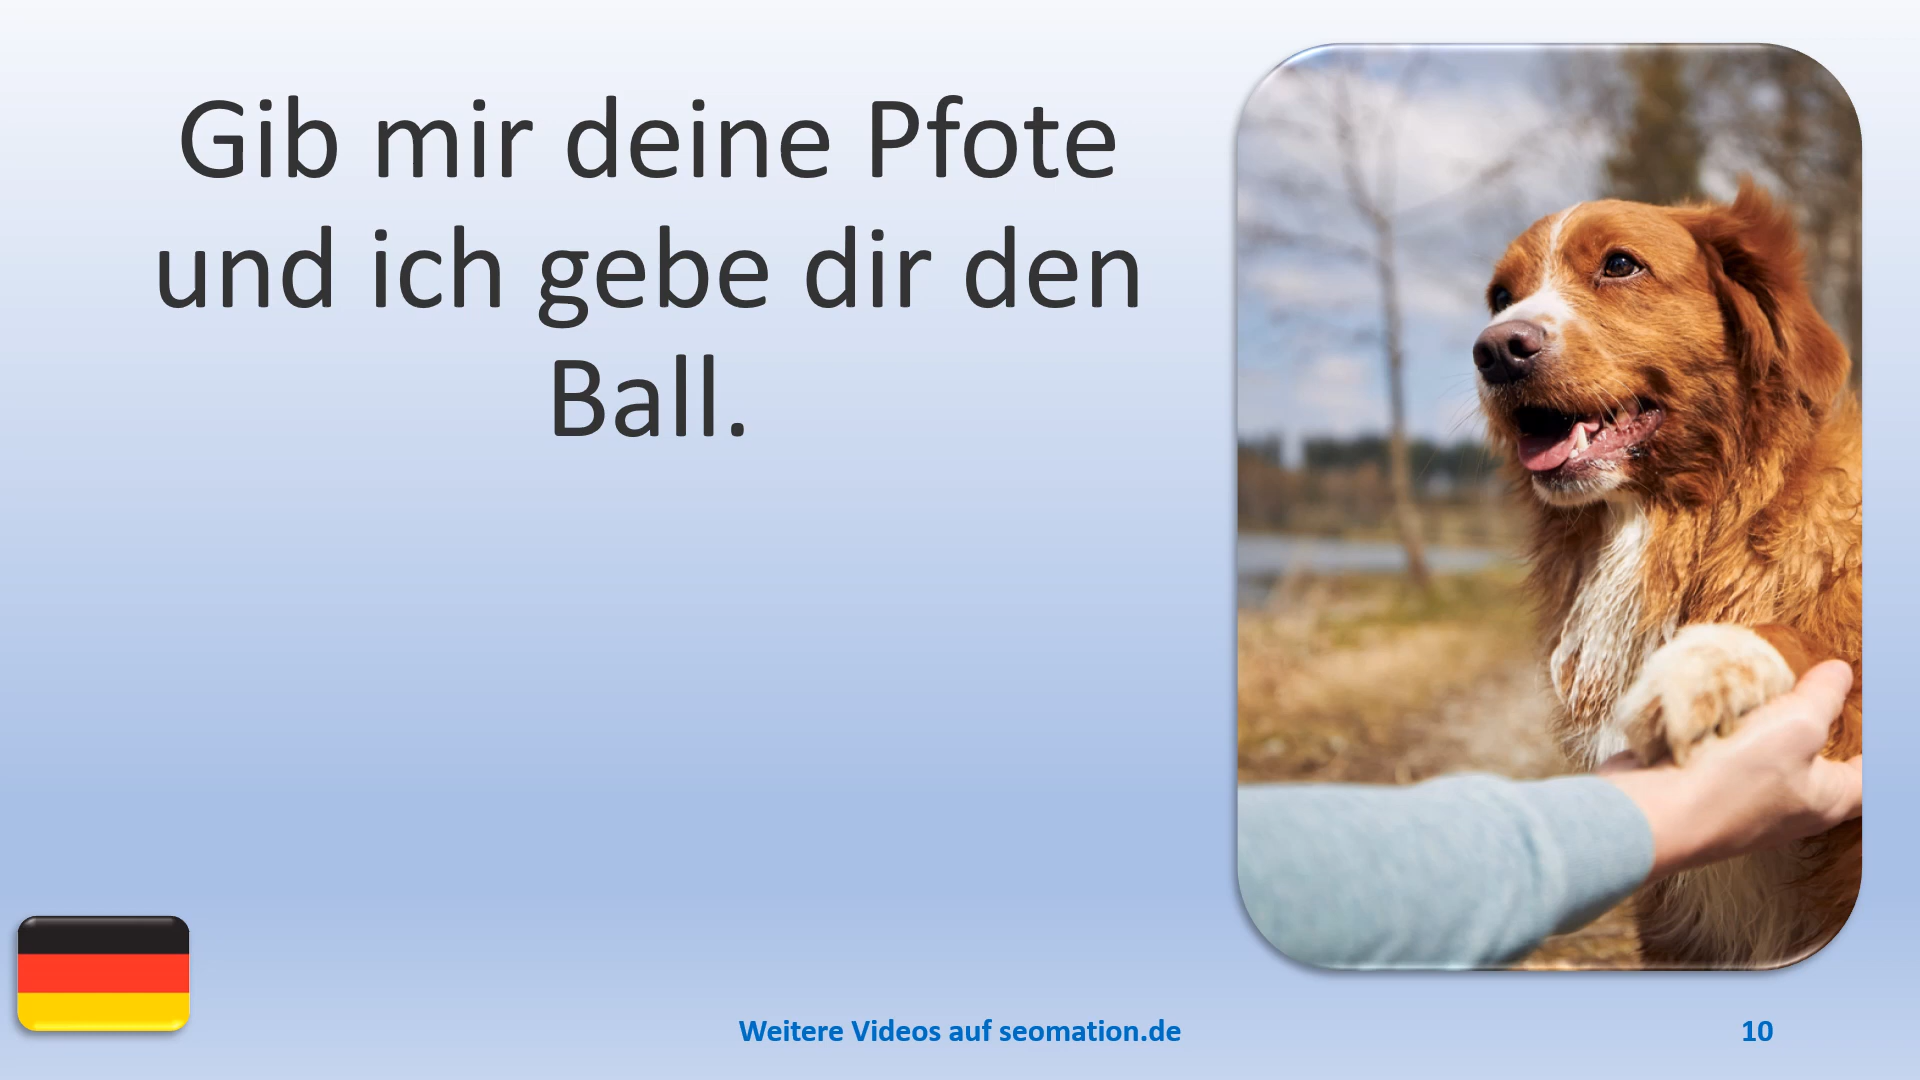 Gib mir deine Pfote
und ich gebe dir den
Ball.
Weitere Videos auf seomation.de
10